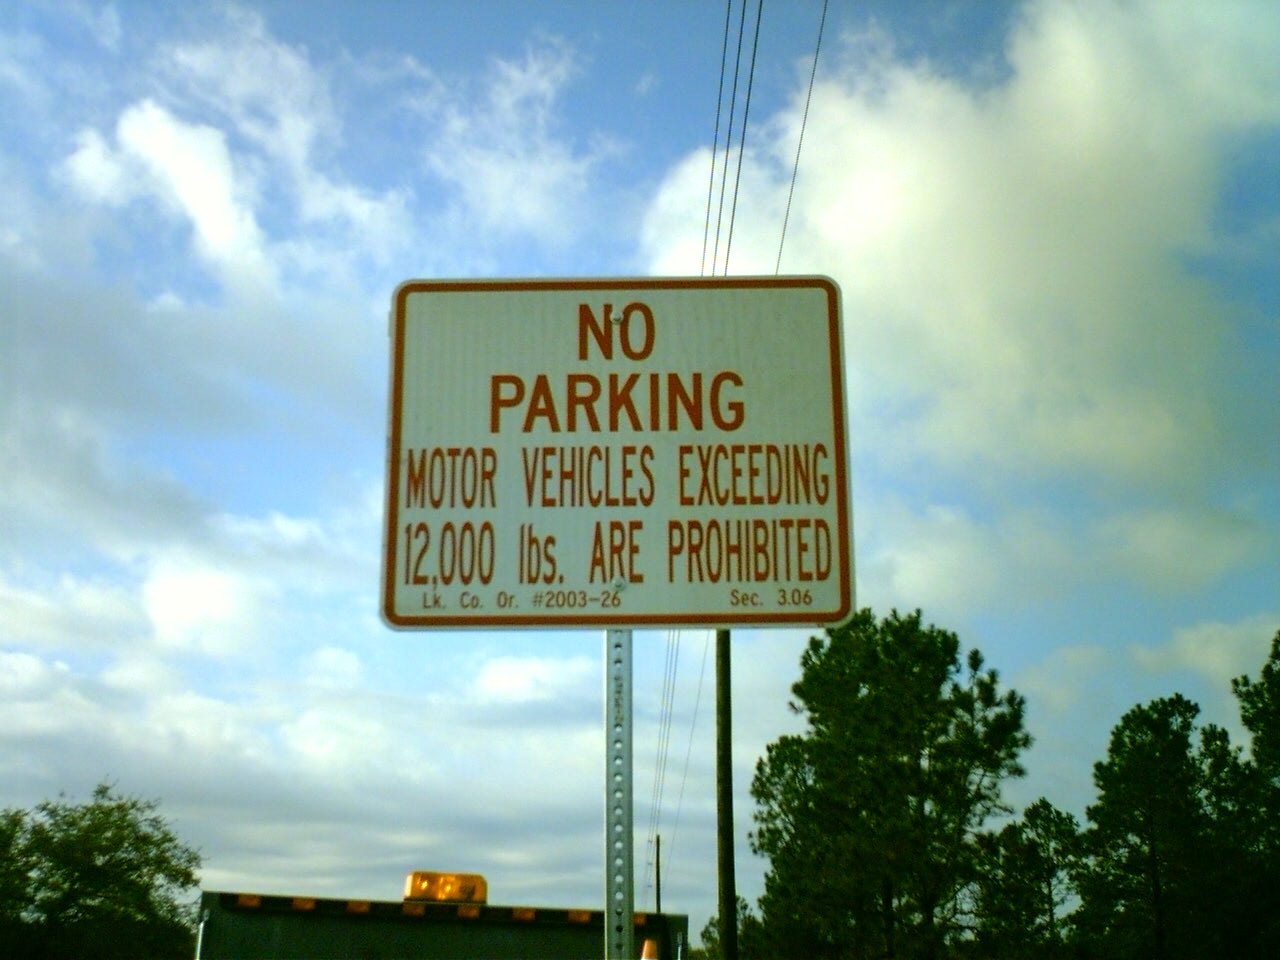 NO
PARKING
MOTOR VEHICLES EXCEEDING
12,000 lbs. ARE PROHIBITED
Lk. Co. Or. #2003-26 Sec. 3.06